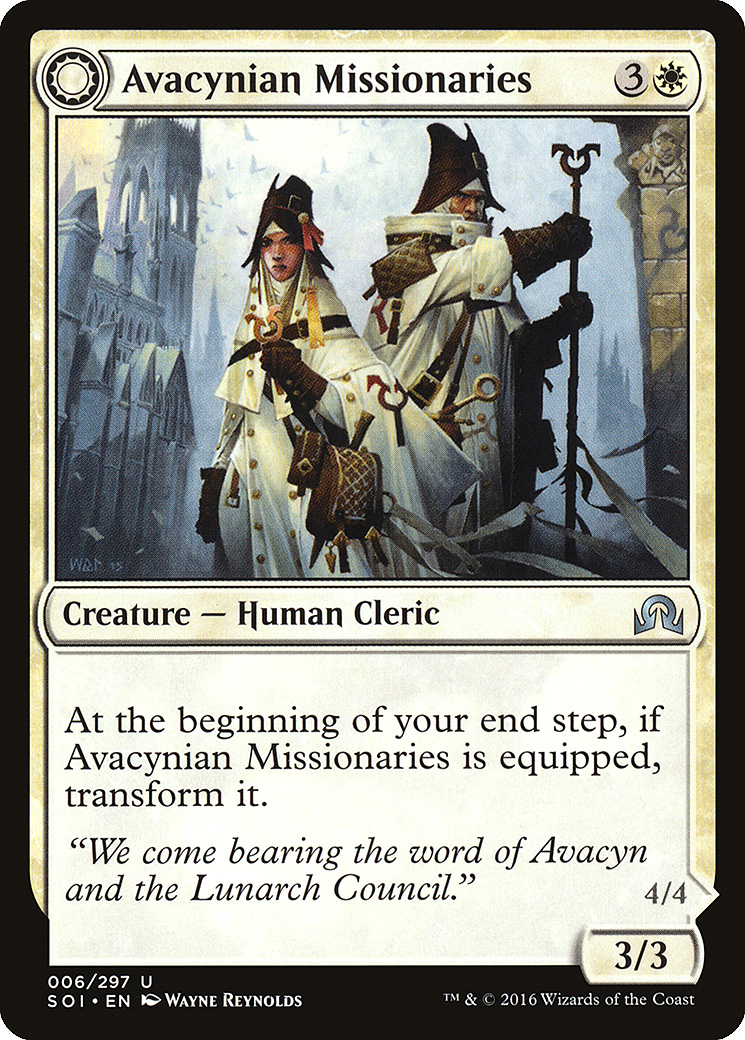 Avacynian Missionaries 3
Creature — Human Cleric
At the beginning of your end step, if
Avacynian Missionaries is equipped,
transform it.
“We come bearing the word of Avacyn
and the Lunarch Council.”
4/4
3/3
006/297 U
SOI • EN Wayne Reynolds
™ & © 2016 Wizards of the Coast